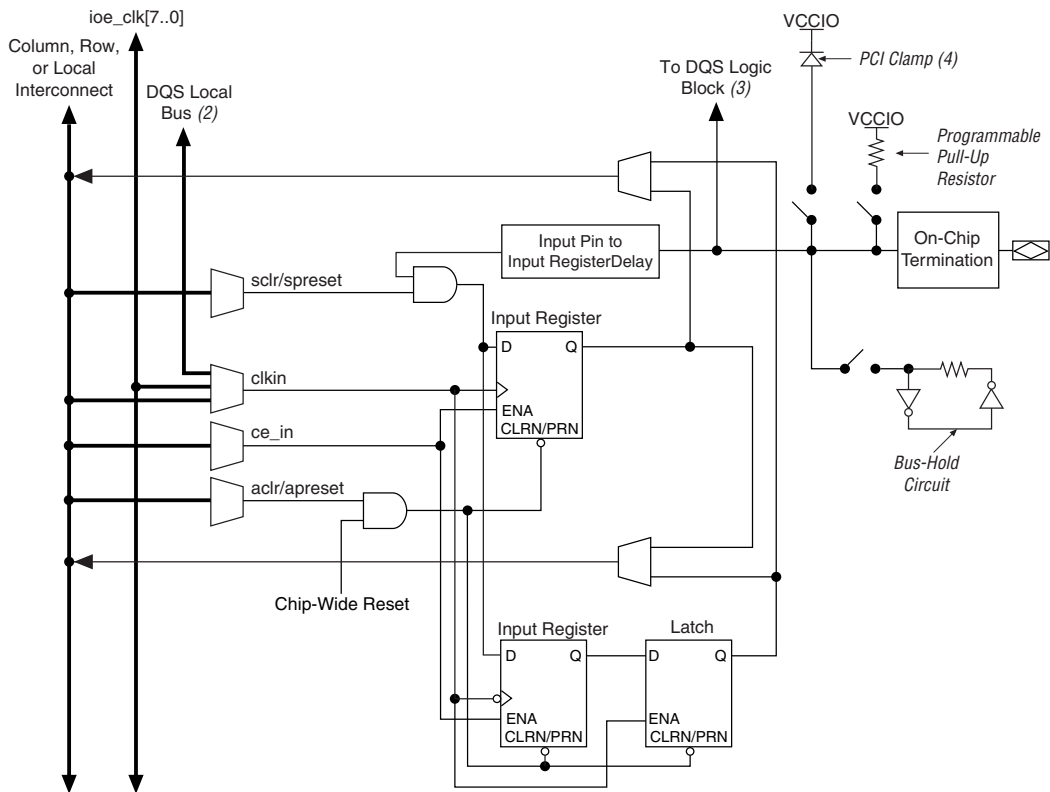 ioe_clk[7..0]
Column, Row,
or Local
Interconnect
DQS Local
Bus (2)
To DQS Logic
Block (3)
VCCIO
PCI Clamp (4)
VCCIO
Programmable
Pull-Up
Resistor
Input Pin to
Input RegisterDelay
On-Chip
Termination
sclr/spreset
Input Register
D
Q
clkin
ENA
CLRN/PRN
ce_in
aclr/apreset
Bus-Hold
Circuit
Chip-Wide Reset
Input Register
D
Q
ENA
CLRN/PRN
Latch
D
Q
ENA
CLRN/PRN